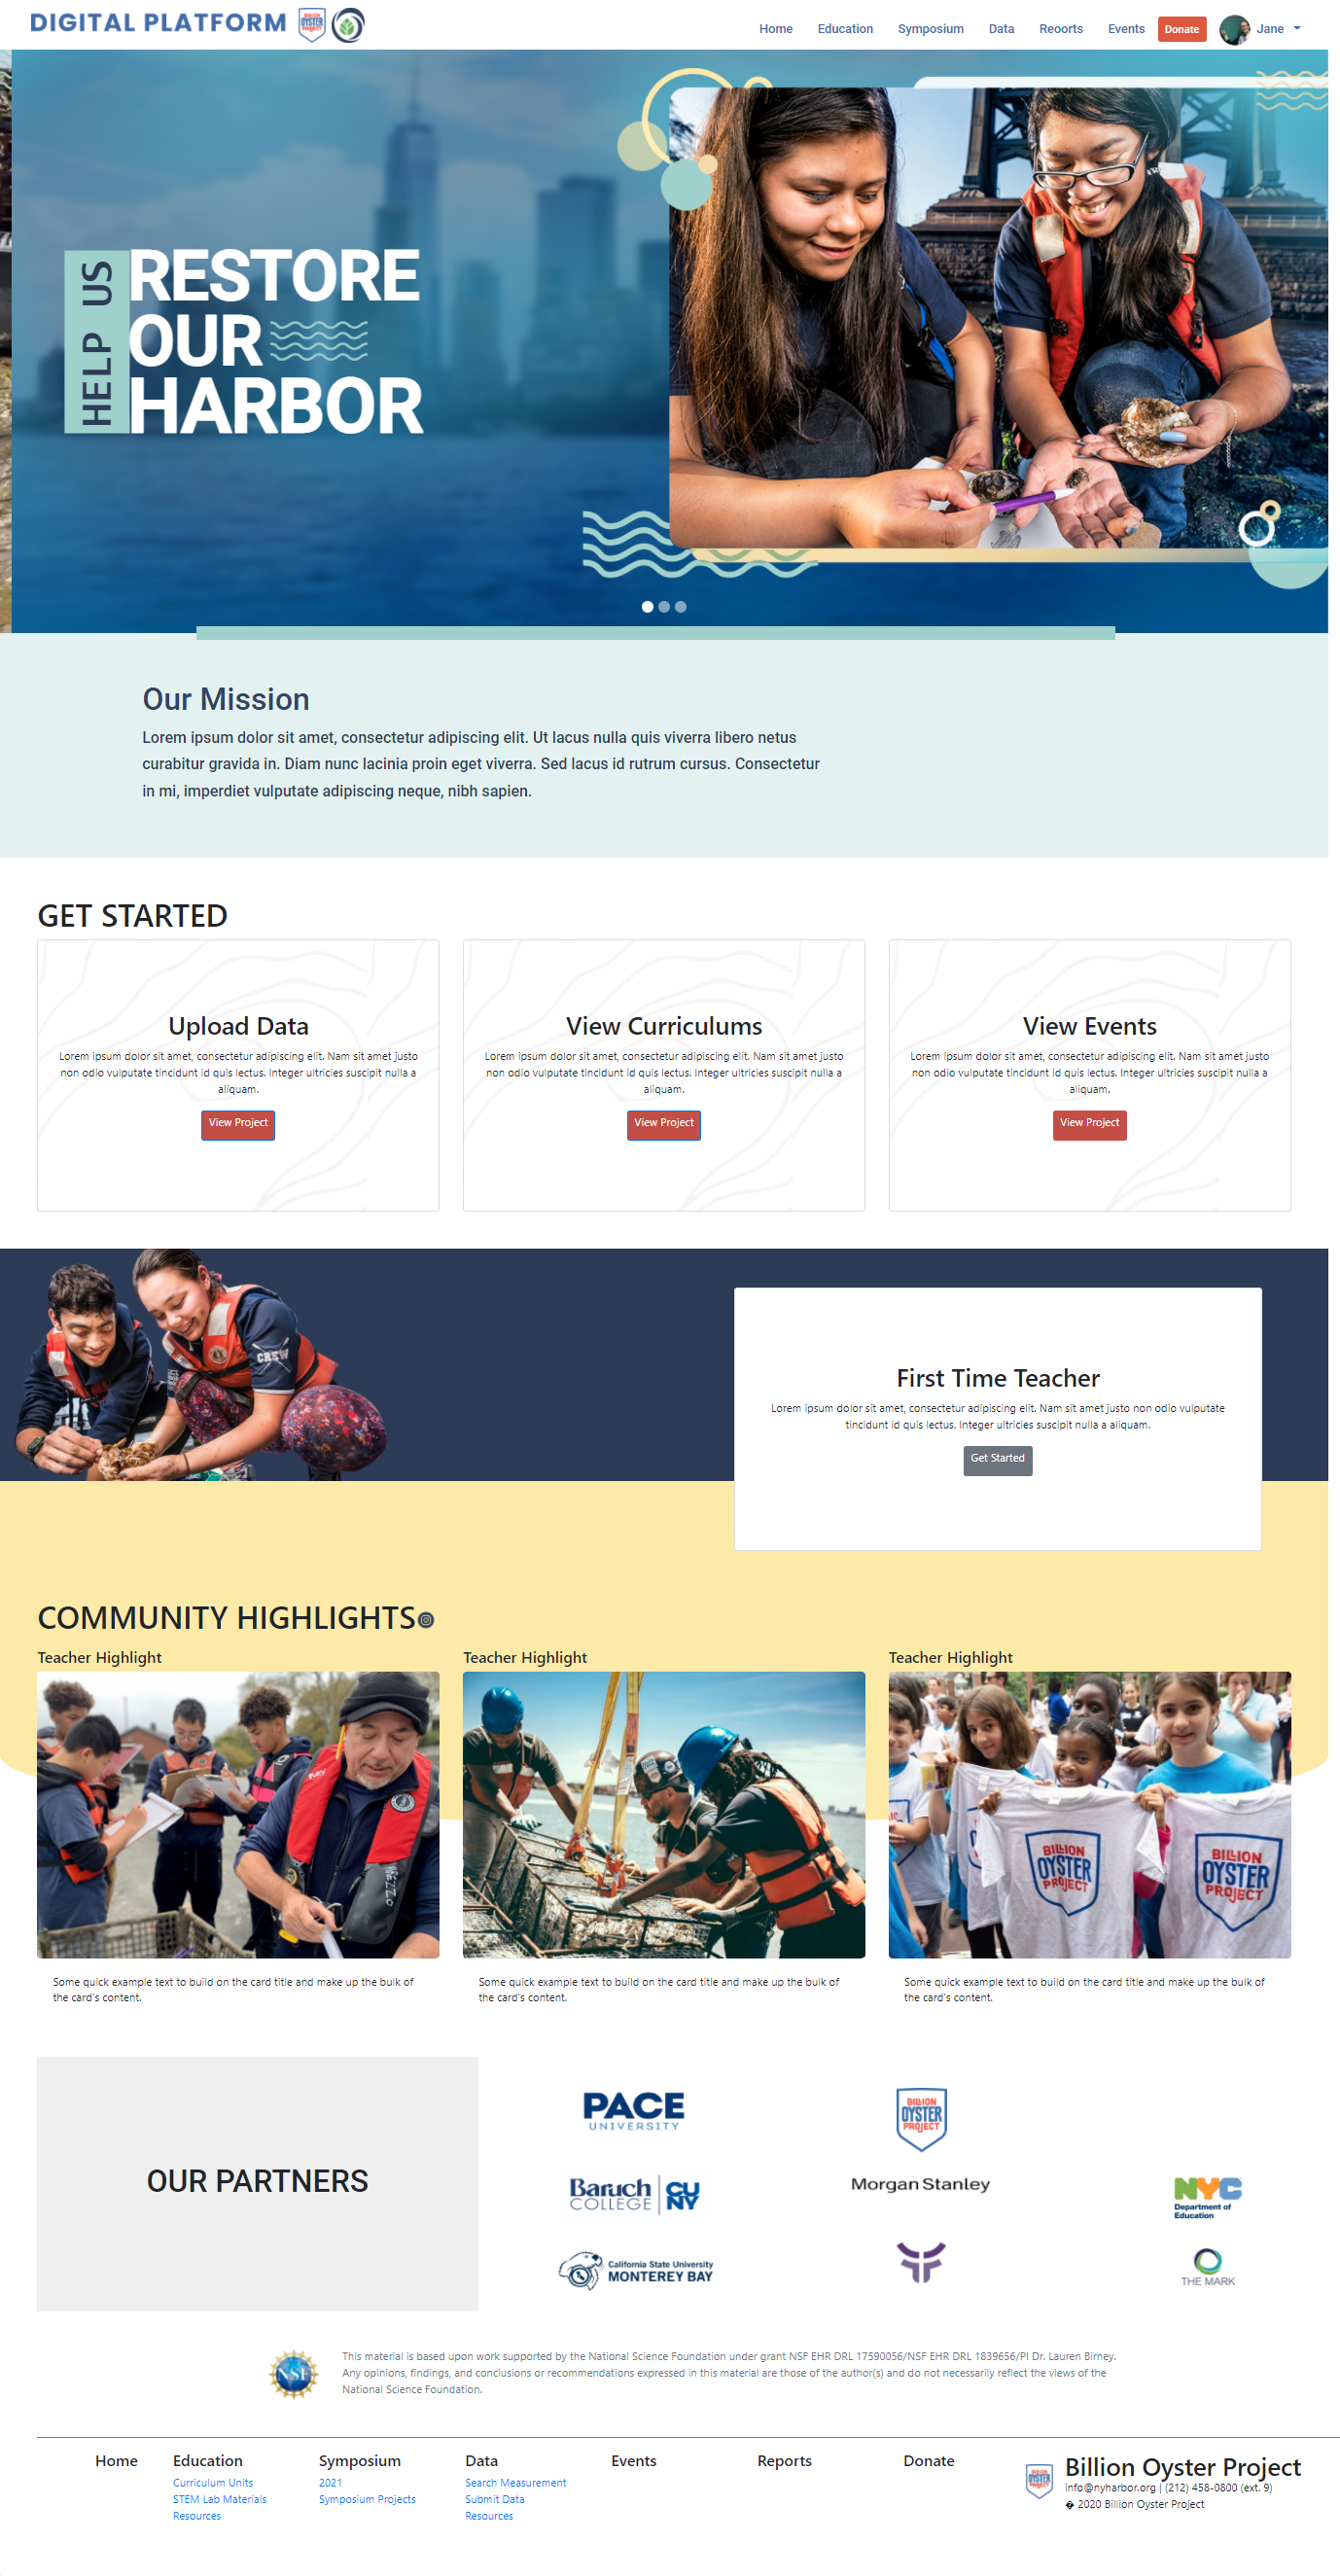 DIGITAL PLATFORM BILLION OYSTER PROJECT
Home Education Symposium Data Reoorts Events Donate Jane
HELP US
RESTORE
OUR
HARBOR
Our Mission
Lorem ipsum dolor sit amet, consectetur adipiscing elit. Ut lacus nulla quis viverra libero netus
curabitur gravida in. Diam nunc lacinia proin eget viverra. Sed lacus id rutrum cursus. Consectetur
in mi, imperdiet vulputate adipiscing neque, nibh sapien.
GET STARTED
Upload Data
Lorem ipsum dolor sit amet, consectetur adipiscing elit. Nam sit amet justo
non odio vulputate tincidunt id quis lectus. Integer ultricies suscipit nulla a
aliquam.
View Project
View Curriculums
Lorem ipsum dolor sit amet, consectetur adipiscing elit. Nam sit amet justo
non odio vulputate tincidunt id quis lectus. Integer ultricies suscipit nulla a
aliquam.
View Project
View Events
Lorem ipsum dolor sit amet, consectetur adipiscing elit. Nam sit amet justo
non odio vulputate tincidunt id quis lectus. Integer ultricies suscipit nulla a
aliquam.
View Project
CREW
First Time Teacher
Lorem ipsum dolor sit amet, consectetur adipiscing elit. Nam sit amet justo non odio vulputate
tincidunt id quis lectus. Integer ultricies suscipit nulla a aliquam.
Get Started
COMMUNITY HIGHLIGHTS
Teacher Highlight
Some quick example text to build on the card title and make up the bulk of
the card's content.
Teacher Highlight
Some quick example text to build on the card title and make up the bulk of
the card's content.
Teacher Highlight
BILLION
OYSTER
PROJECT
BILLION
OYSTER
PROJECT
Some quick example text to build on the card title and make up the bulk of
the card's content.
OUR PARTNERS
PACE
UNIVERSITY
BILLION
OYSTER
PROJECT
Baruch
COLLEGE
CU
NY
Morgan Stanley
NYC
Department of
Education
California State University
MONTEREY BAY
THE MARK
NSF
This material is based upon work supported by the National Science Foundation under grant NSF EHR DRL 17590056/NSF EHR DRL 1839656/PI Dr. Lauren Birney.
Any opinions, findings, and conclusions or recommendations expressed in this material are those of the author(s) and do not necessarily reflect the views of the
National Science Foundation.
Home
Education
Curriculum Units
STEM Lab Materials
Resources
Symposium
2021
Symposium Projects
Data
Search Measurement
Submit Data
Resources
Events
Reports
Donate
BILLION
OYSTER
PROJECT
Billion Oyster Project
info@nyharbor.org | (212) 458-0800 (ext. 9)
� 2020 Billion Oyster Project